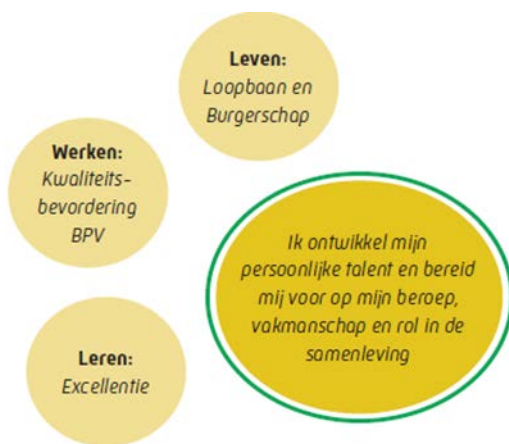 Leven:
Loopbaan en
Burgerschap
Werken:
Kwaliteits-
bevordering
BPV
Ik ontwikkel mijn
persoonlijke talent en bereid
mij voor op mijn beroep,
vakmanschap en rol in de
samenleving
Leren:
Excellentie